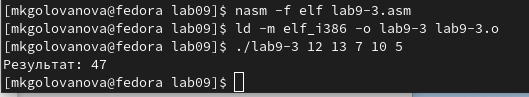 [mkgolovanova@fedora lab09]$ nasm -f elf lab9-3.asm
[mkgolovanova@fedora lab09]$ ld -m elf_i386 -o lab9-3 lab9-3.o
[mkgolovanova@fedora lab09]$ ./lab9-3 12 13 7 10 5
Результат: 47
[mkgolovanova@fedora lab09]$